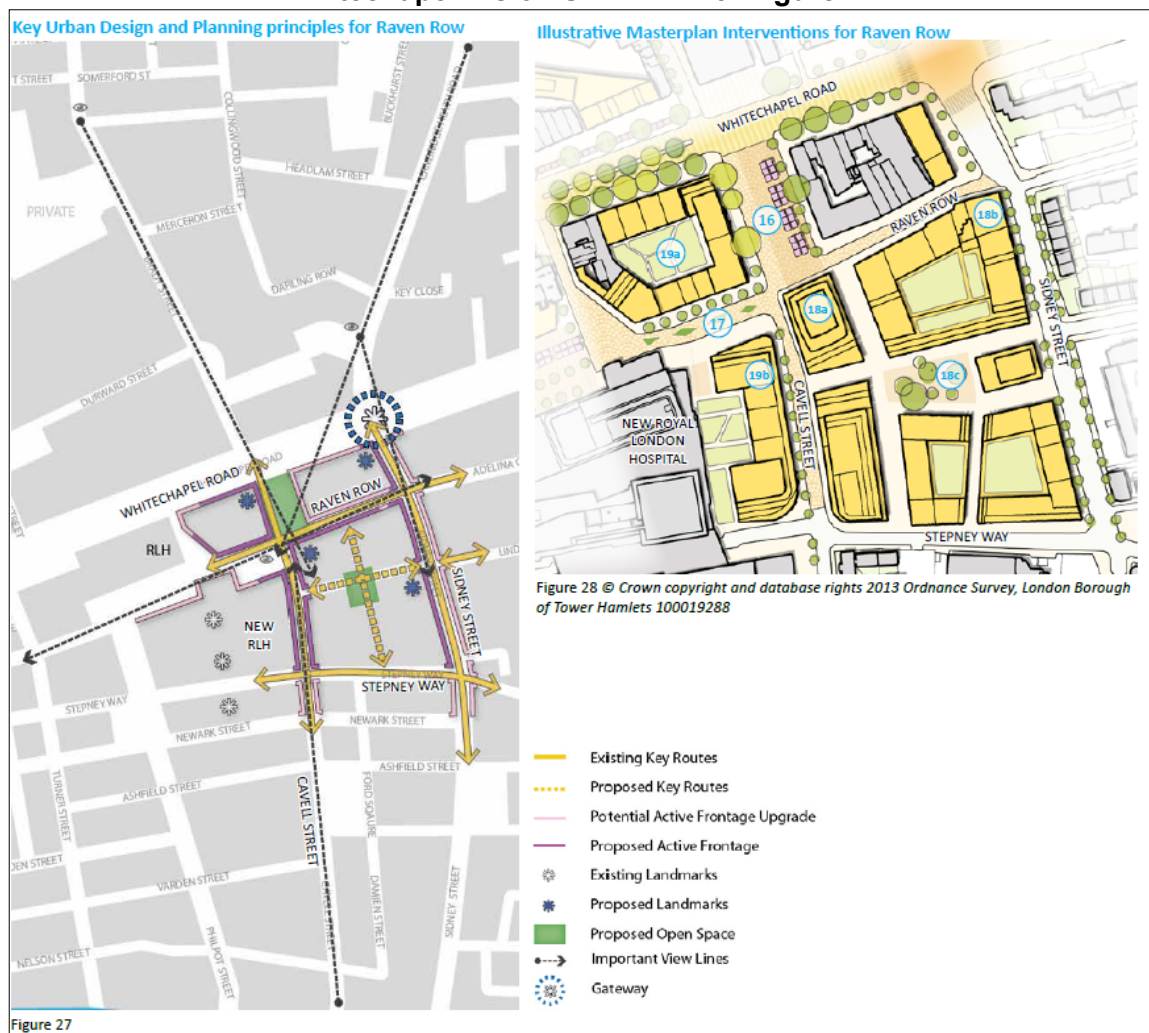 Key Urban Design and Planning principles for Raven Row
SOMERFORD ST
COLLINGWOOD STREET
BUCKHURST STREET
HEADLAM STREET
PRIVATE
MERCERON STREET
DARLING ROW
KEY CLOSE
DURWARD STREET
WHITECHAPEL ROAD
RAVEN ROW
RLH
NEW
RLH
SIDNEY STREET
STEPNEY WAY
STEPNEY WAY
NEWARK STREET
NEWARK STREET
ASHFIELD STREET
ASHFIELD STREET
TURNER STREET
CAVELL STREET
FORD SQAURE
VARDEN STREET
DAMIEN STREET
SIDNEY STREET
PHILPOT STREET
NELSON STREET
Figure 27
Illustrative Masterplan Interventions for Raven Row
WHITECHAPEL ROAD
16
RAVEN ROW
18b
19a
18a
17
SIDNEY STREET
19b
18c
CAVELL STREET
NEW ROYAL
LONDON
HOSPITAL
STEPNEY WAY
Figure 28 © Crown copyright and database rights 2013 Ordnance Survey, London Borough
of Tower Hamlets 100019288
Existing Key Routes
Proposed Key Routes
Potential Active Frontage Upgrade
Proposed Active Frontage
Existing Landmarks
Proposed Landmarks
Proposed Open Space
Important View Lines
Gateway